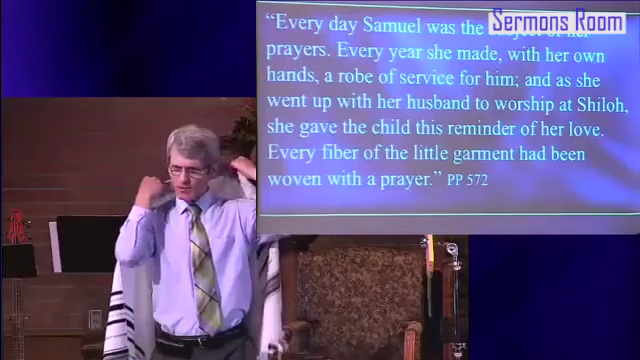 Sermons Room
“Every day Samuel was the
prayers. Every year she made, with her own
hands, a robe of service for him; and as she
went up with her husband to worship at Shiloh,
she gave the child this reminder of her love.
Every fiber of the little garment had been
woven with a prayer.” PP 572